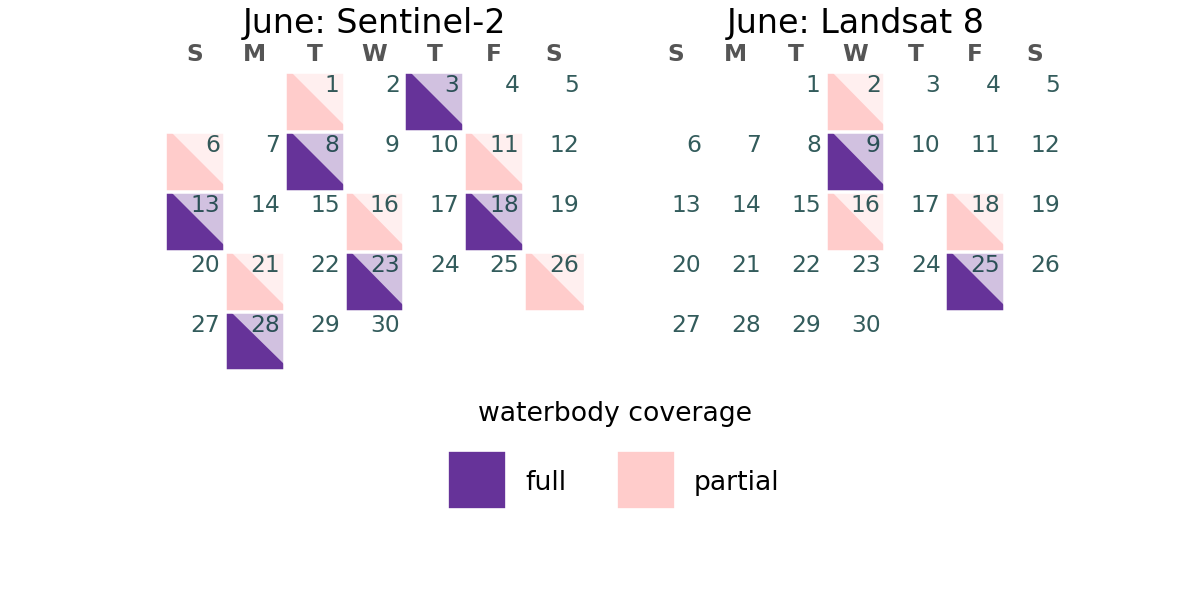 June: Sentinel-2
S M T W T F S
1 2 3 4 5
6 7 8 9 10 11 12
13 14 15 16 17 18 19
20 21 22 23 24 25 26
27 28 29 30
June: Landsat 8
S M T W T F S
1 2 3 4 5
6 7 8 9 10 11 12
13 14 15 16 17 18 19
20 21 22 23 24 25 26
27 28 29 30
waterbody coverage
full
partial